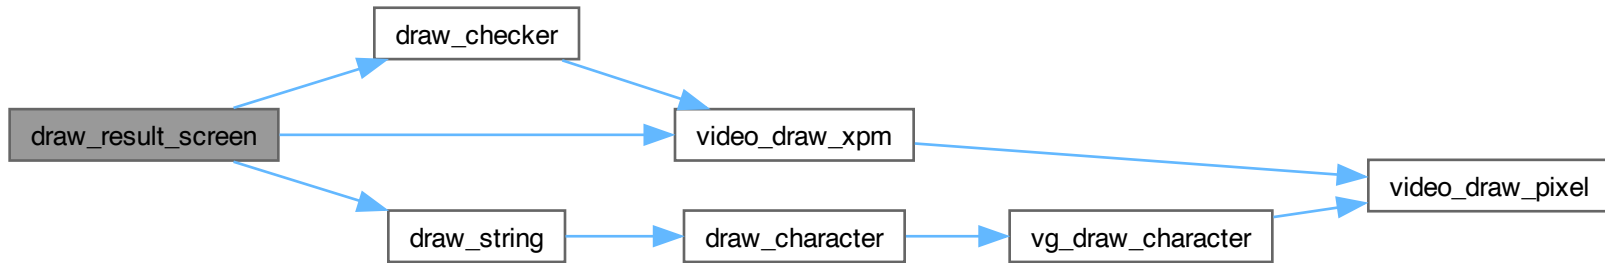 draw_checker
draw_result_screen
video_draw_xpm
video_draw_pixel
draw_string
draw_character
vg_draw_character